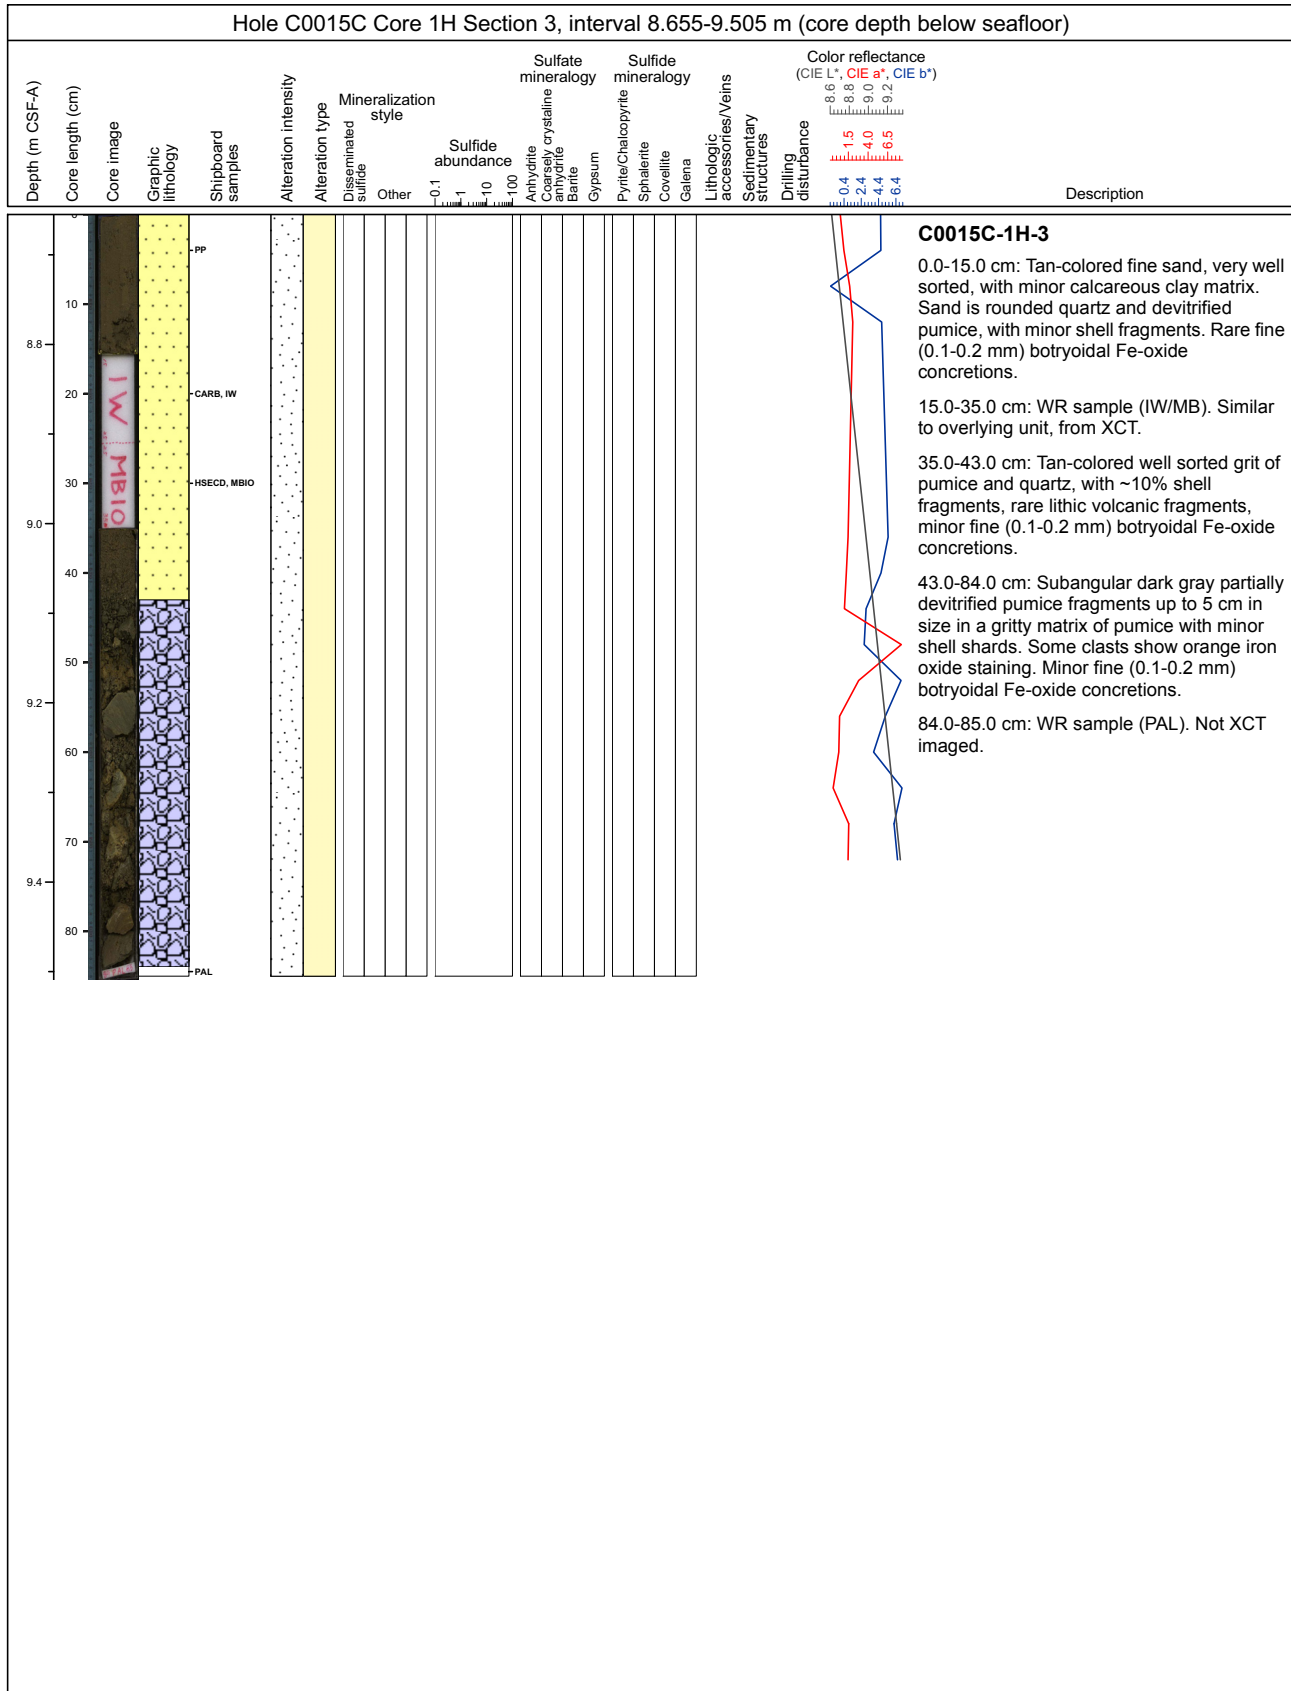 Hole C0015C Core 1H Section 3, interval 8.655-9.505 m (core depth below seafloor)
Depth (m CSF-A)
Core length (cm)
Core image
Graphic
lithology
Shipboard
samples
Alteration intensity
Alteration type
Mineralization
style
Disseminated
sulfide
Other
Sulfide
abundance
0.1
1
10
100
Sulfate
mineralogy
Anhydrite
Coarsely crystaline
anhydrite
Barite
Gypsum
Sulfide
mineralogy
Pyrite/Chalcopyrite
Sphalerite
Covellite
Galena
Lithologic
accessories/Veins
Sedimentary
structures
Drilling
disturbance
Color reflectance
(CIE L*, CIE a*, CIE b*)
8.6
8.8
9.0
9.2
1.5
4.0
6.5
0.4
2.4
4.4
6.4
Description
8.8
9.0
9.2
9.4
0
10
20
30
40
50
60
70
80
IW
MBIO
PP
CARB, IW
HSECD, MBIO
PAL
C0015C-1H-3
0.0-15.0 cm: Tan-colored fine sand, very well
sorted, with minor calcareous clay matrix.
Sand is rounded quartz and devitrified
pumice, with minor shell fragments. Rare fine
(0.1-0.2 mm) botryoidal Fe-oxide
concretions.
15.0-35.0 cm: WR sample (IW/MB). Similar
to overlying unit, from XCT.
35.0-43.0 cm: Tan-colored well sorted grit of
pumice and quartz, with ~10% shell
fragments, rare lithic volcanic fragments,
minor fine (0.1-0.2 mm) botryoidal Fe-oxide
concretions.
43.0-84.0 cm: Subangular dark gray partially
devitrified pumice fragments up to 5 cm in
size in a gritty matrix of pumice with minor
shell shards. Some clasts show orange iron
oxide staining. Minor fine (0.1-0.2 mm)
botryoidal Fe-oxide concretions.
84.0-85.0 cm: WR sample (PAL). Not XCT
imaged.